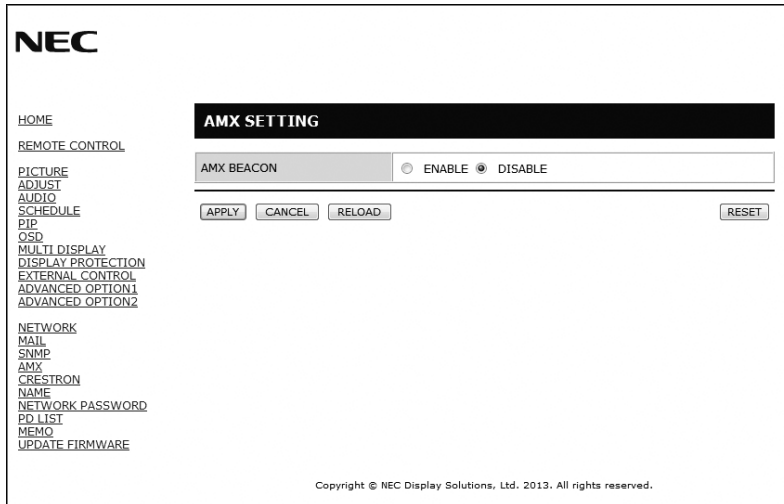 NEC
HOME
REMOTE CONTROL
PICTURE
ADJUST
AUDIO
SCHEDULE
PIP
OSD
MULTI DISPLAY
DISPLAY PROTECTION
EXTERNAL CONTROL
ADVANCED OPTION1
ADVANCED OPTION2
NETWORK
MAIL
SNMP
AMX
CRESTRON
NAME
NETWORK PASSWORD
PD LIST
MEMO
UPDATE FIRMWARE
AMX SETTING
AMX BEACON ENABLE DISABLE
APPLY CANCEL RELOAD RESET
Copyright © NEC Display Solutions, Ltd. 2013. All rights reserved.